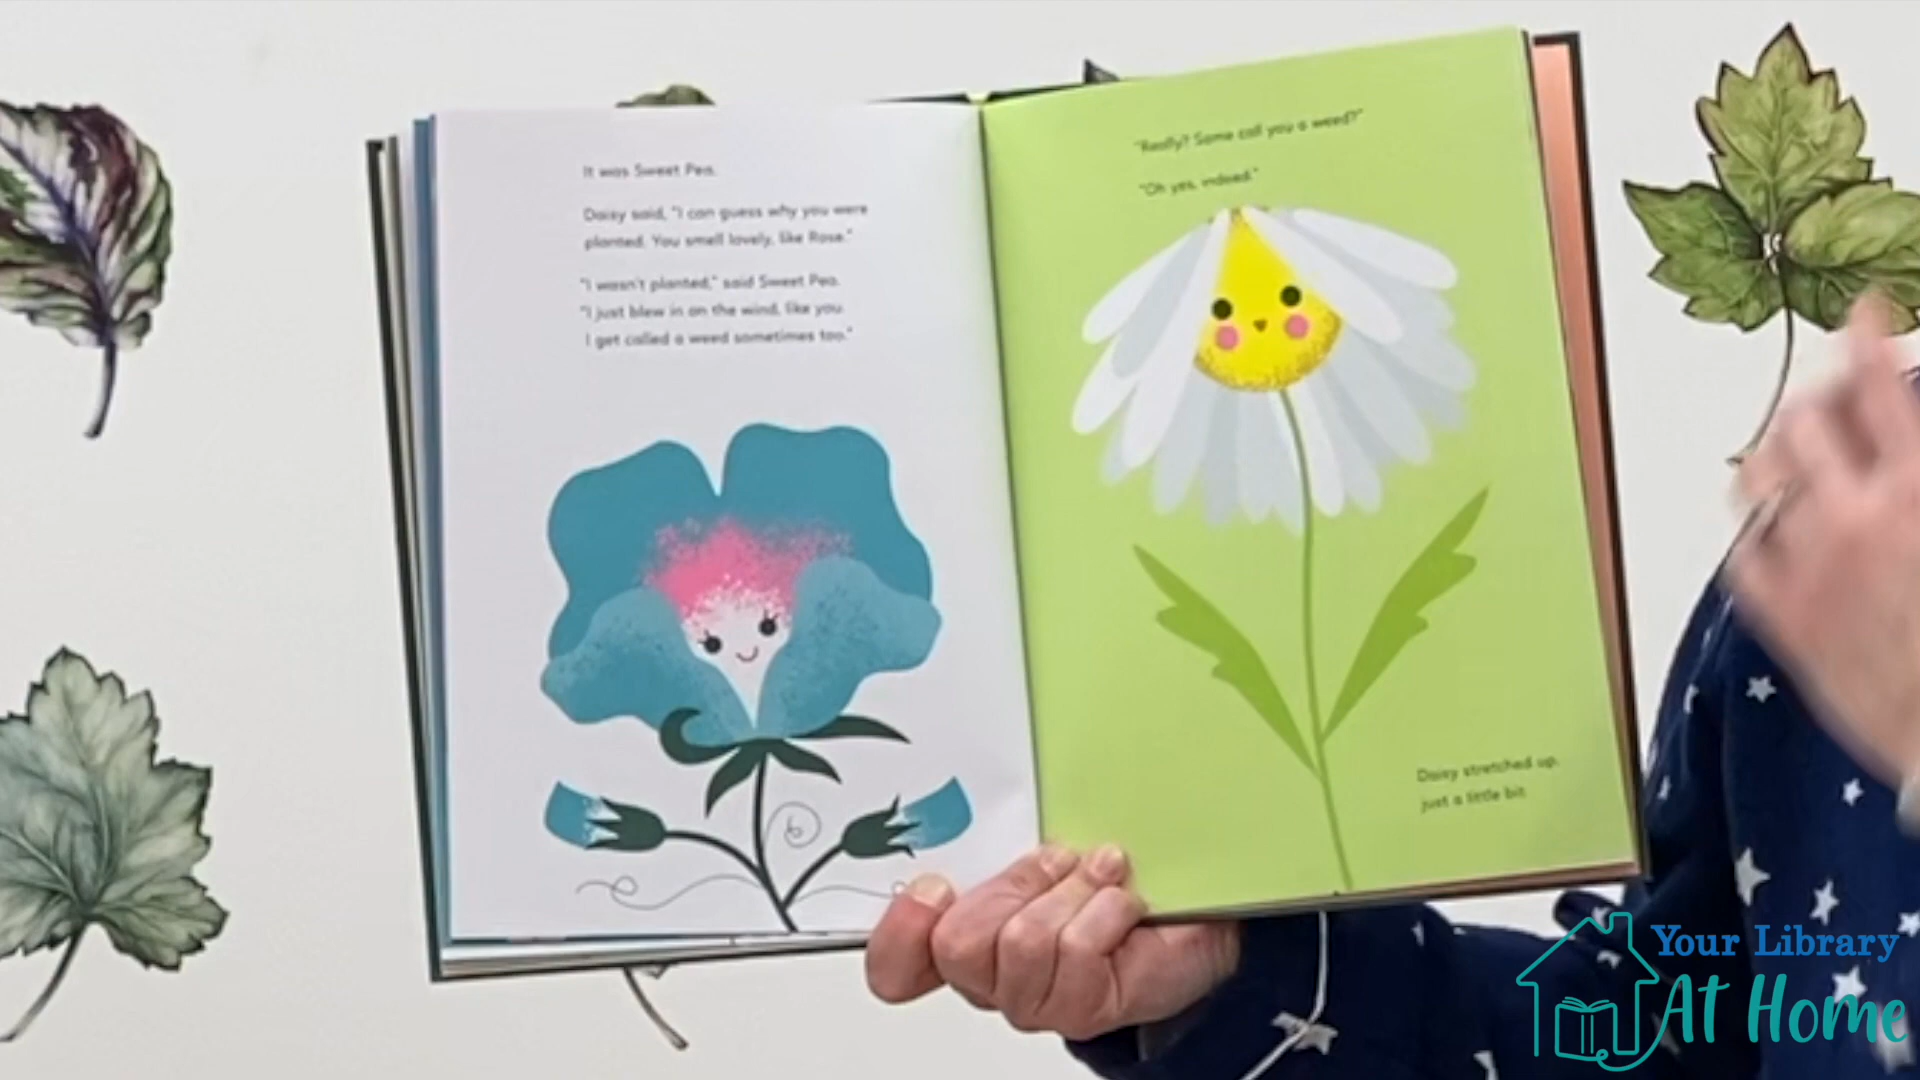 It was Sweet Pea.
Daisy said, "I can guess why you were
planted. You smell lovely, like Rose."
"I wasn't planted," said Sweet Pea.
"I just blew in on the wind, like you.
I get called a weed sometimes too."
"Really? Some call you a weed?"
"Oh yes, indeed."
Daisy stretched up,
just a little bit.
Your Library
At Home